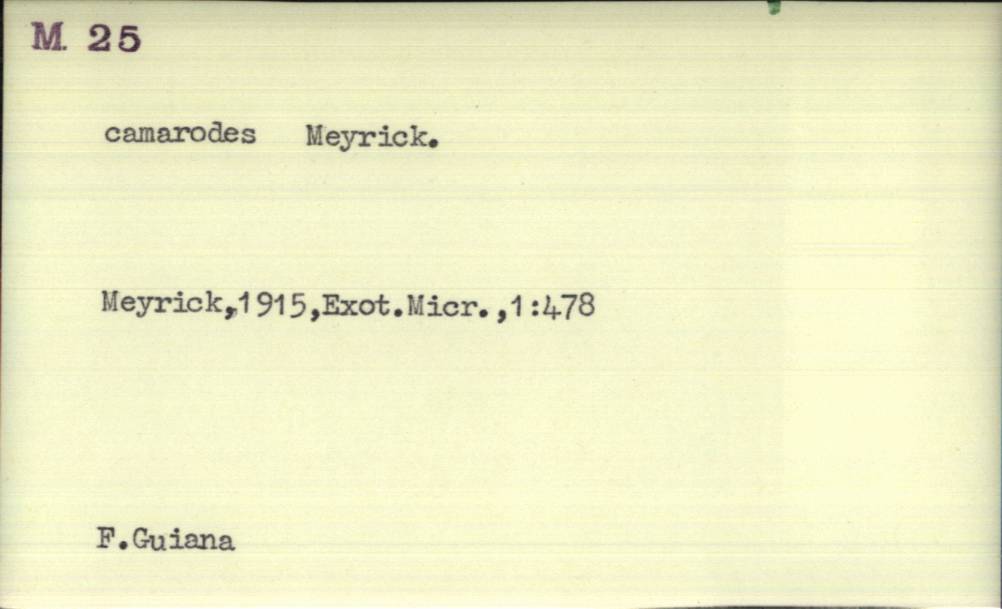 M. 25
camarodes Meyrick.
Meyrick,,1915,Exot.Micr.,1:478
F.Guiana